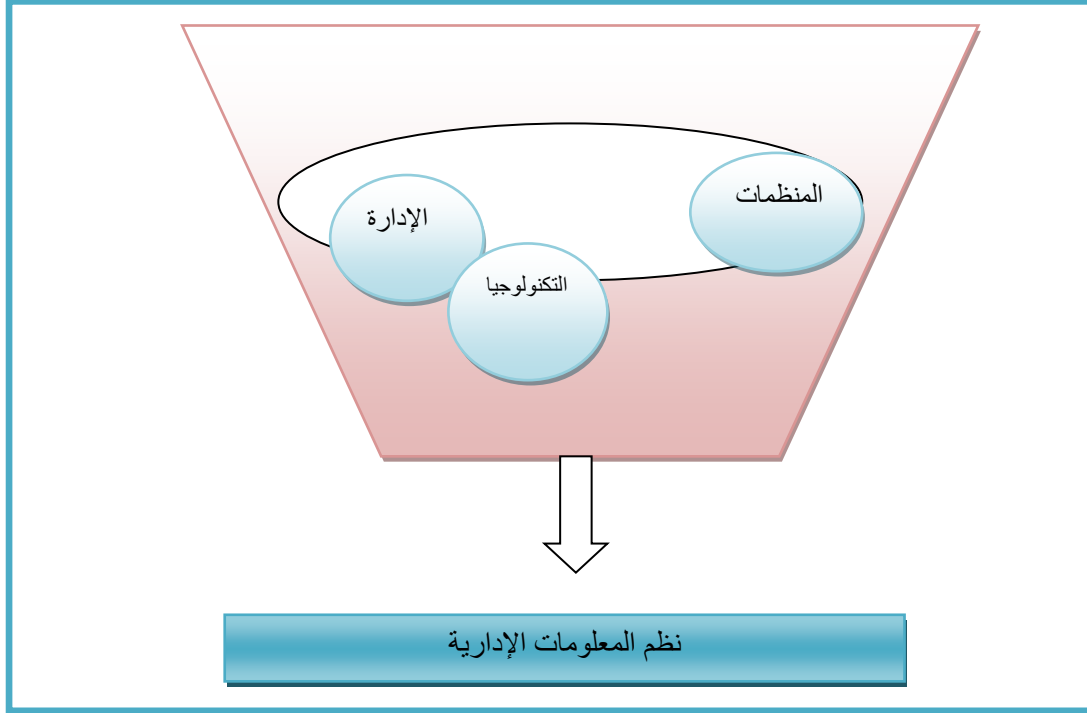 المنظمات
الإدارة
التكنولوجيا
نظم المعلومات الإدارية